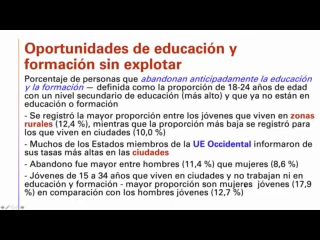 Oportunidades de educación y
formación sin explotar
Porcentaje de personas que abandonan anticipadamente la educación
y la formación — definida como la proporción de 18-24 años de edad
con un nivel secundario de educación (más alto) y que ya no están en
educación o formación
- Se registró la mayor proporción entre los jóvenes que viven en zonas
rurales (12,4 %), mientras que la proporción más baja se registró para
los que viven en ciudades (10,0 %)
- Muchos de los Estados miembros de la UE Occidental informaron de
sus tasas más altas en las ciudades
- Abandono fue mayor entre hombres (11,4 %) que mujeres (8,6 %)
- Jóvenes de 15 a 34 años que viven en ciudades y no trabajan ni en
educación y formación - mayor proporción son mujeres jóvenes (17,9
%) en comparación con los hombres jóvenes (12,7 %)